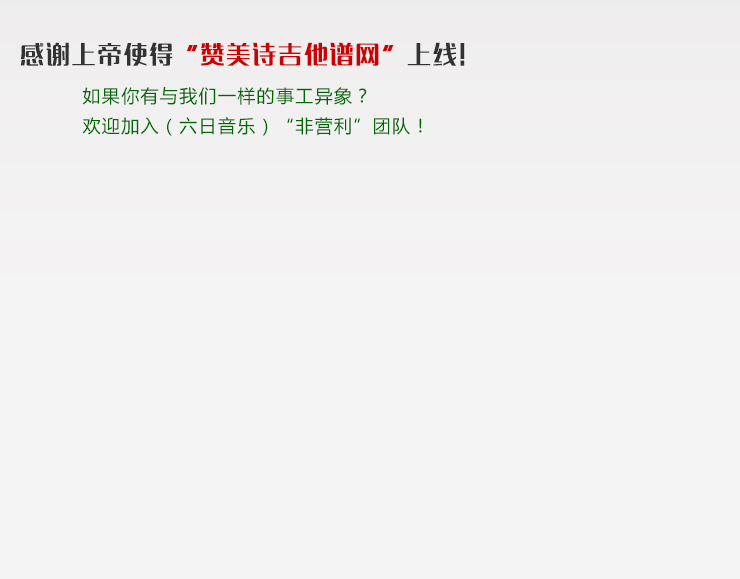 感谢上帝使得“赞美诗吉他谱网”上线!
如果你有与我们一样的事工异象？
欢迎加入（六日音乐）“非营利”团队！